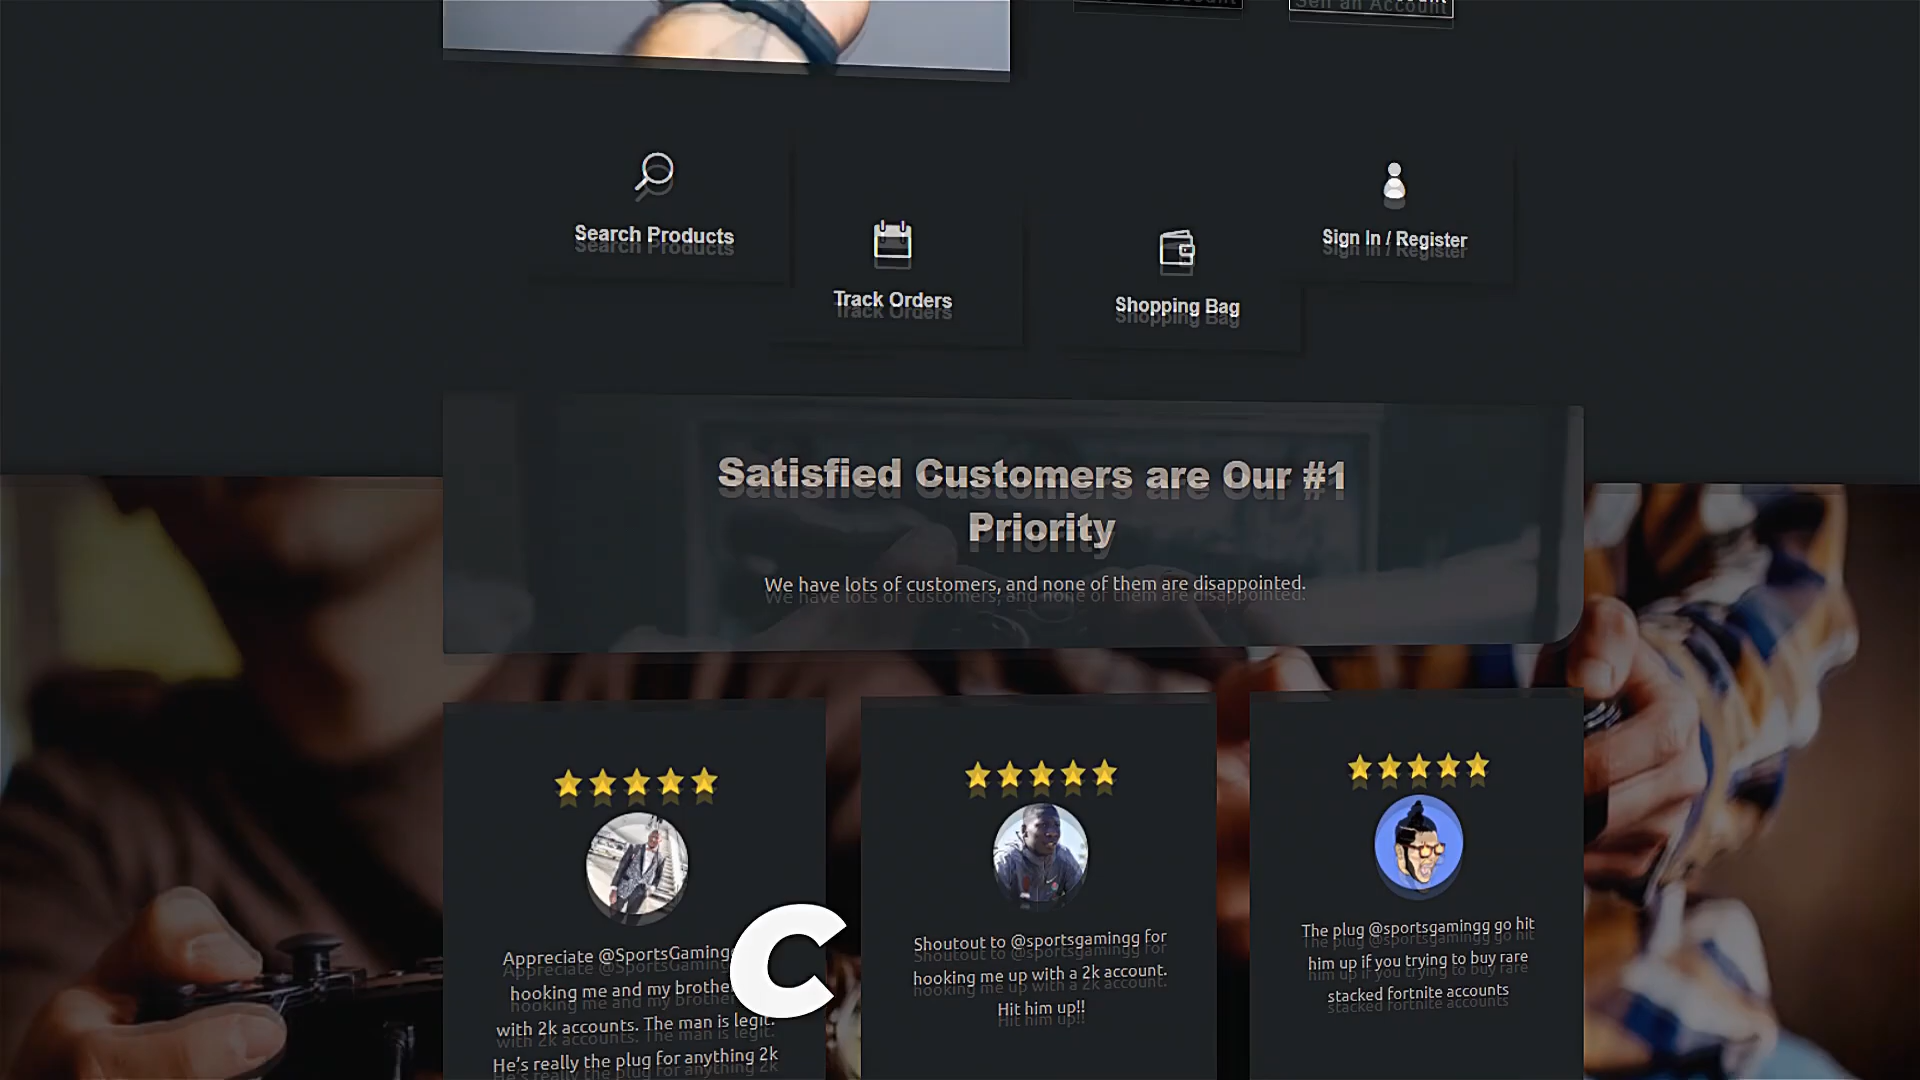 Sell an Account
Search Products
Sign In / Register
Track Orders
Shopping Bag
Satisfied Customers are Our #1
Priority
We have lots of customers, and none of them are disappointed.
Appreciate @SportsGaming
hooking me and my brothe
with 2k accounts. The man is legit.
He's really the plug for anything 2k
C
Shoutout to @sportsgamingg for
hooking me up with a 2k account.
Hit him up!!
The plug @sportsgamingg go hit
him up if you trying to buy rare
stacked fortnite accounts